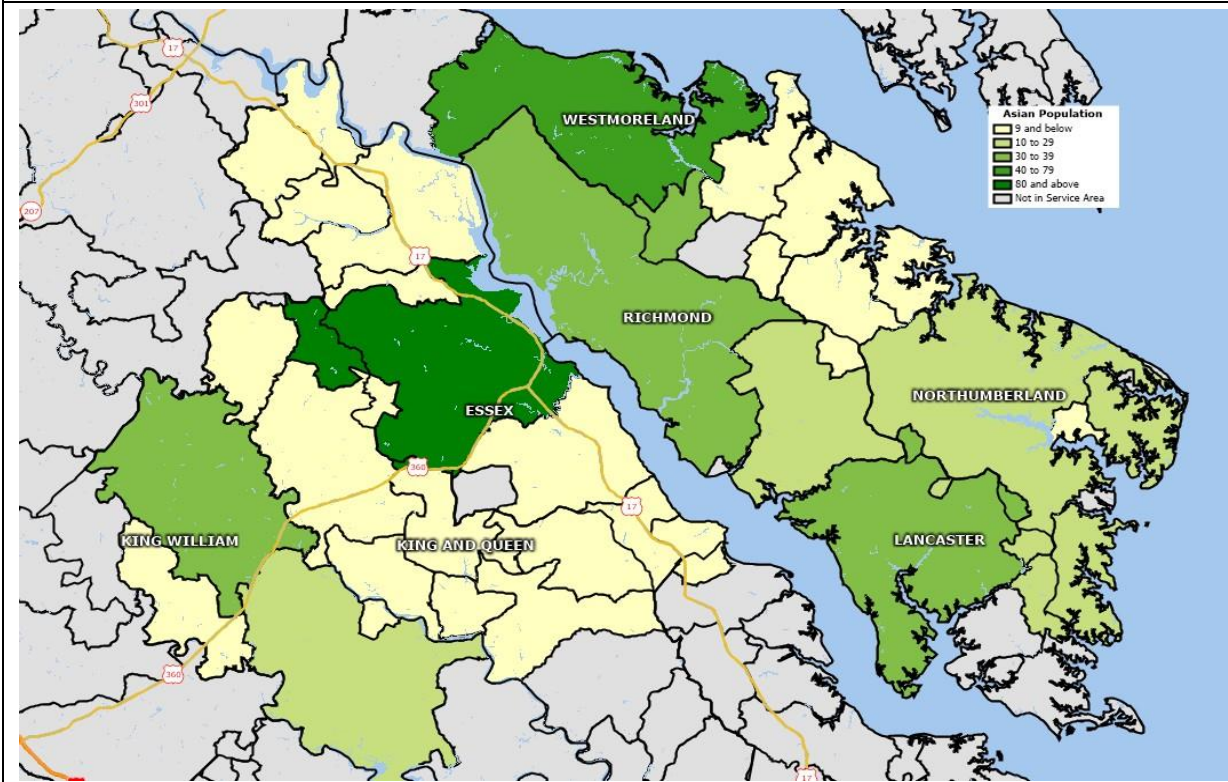 17
301
207
WESTMORELAND
Asian Population
9 and below
10 to 29
30 to 39
40 to 79
80 and above
Not in Service Area
17
RICHMOND
NORTHUMBERLAND
ESSEX
360
17
KING WILLIAM
KING AND QUEEN
LANCASTER
360
17